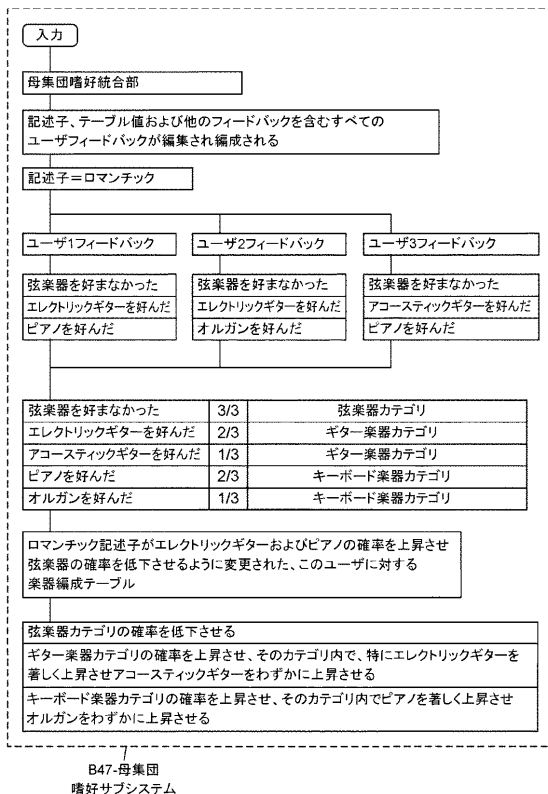 入力
母集団嗜好統合部
記述子、テーブル値および他のフィードバックを含むすべての
ユーザフィードバックが編集され編成される
記述子＝ロマンチック
ユーザ1フィードバック
ユーザ2フィードバック
ユーザ3フィードバック
弦楽器を好まなかった
弦楽器を好まなかった
弦楽器を好まなかった
エレクトリックギターを好んだ
エレクトリックギターを好んだ
アコースティックギターを好んだ
ピアノを好んだ
オルガンを好んだ
ピアノを好んだ
弦楽器を好まなかった 3/3 弦楽器カテゴリ
エレクトリックギターを好んだ 2/3 ギター楽器カテゴリ
アコースティックギターを好んだ 1/3 ギター楽器カテゴリ
ピアノを好んだ 2/3 キーボード楽器カテゴリ
オルガンを好んだ 1/3 キーボード楽器カテゴリ
ロマンチック記述子がエレクトリックギターおよびピアノの確率を上昇させ
弦楽器の確率を低下させるように変更された、このユーザに対する
楽器編成テーブル
弦楽器カテゴリの確率を低下させる
ギター楽器カテゴリの確率を上昇させ、そのカテゴリ内で、特にエレクトリックギターを
著しく上昇させアコースティックギターをわずかに上昇させる
キーボード楽器カテゴリの確率を上昇させ、そのカテゴリ内でピアノを著しく上昇させ
オルガンをわずかに上昇させる
B47-母集団
嗜好サブシステム